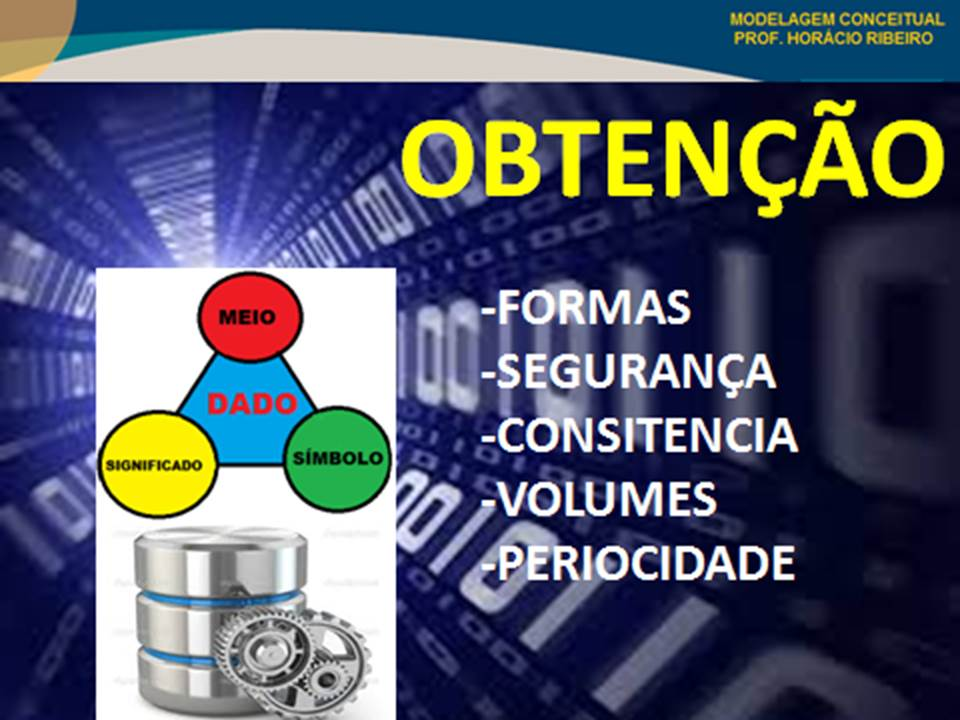 MODELAGEM CONCEITUAL
PROF. HORÁCIO RIBEIRO
OBTENÇÃO
MEIO
DADO
SIGNIFICADO
SÍMBOLO
-FORMAS
-SEGURANÇA
-CONSITENCIA
-VOLUMES
-PERIOCIDADE